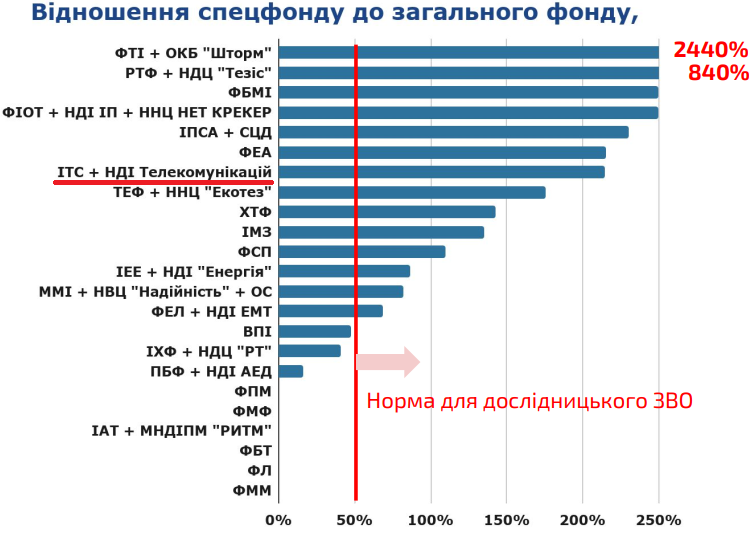 Відношення спецфонду до загального фонду,
ФТІ + ОКБ "Шторм"
2440%
РТФ + НДЦ "Тезіс"
840%
ФБМІ
ФІОТ + НДІ ІП + ННЦ НЕТ КРЕКЕР
ІПСА + СЦД
ФЕА
ІТС + НДІ Телекомунікацій
ТЕФ + ННЦ "Екотез"
ХТФ
ІМЗ
ФСП
ІЕЕ + НДІ "Енергія"
ММІ + НВЦ "Надійність" + ОС
ФЕЛ + НДІ ЕМТ
ВПІ
ІХФ + НДЦ "РТ"
ПБФ + НДІ АЕД
ФПМ
Норма для дослідницького ЗВО
ФМФ
ІАТ + МНДІПМ "РИТМ"
ФБТ
ФЛ
ФММ
0% 50% 100% 150% 200% 250%